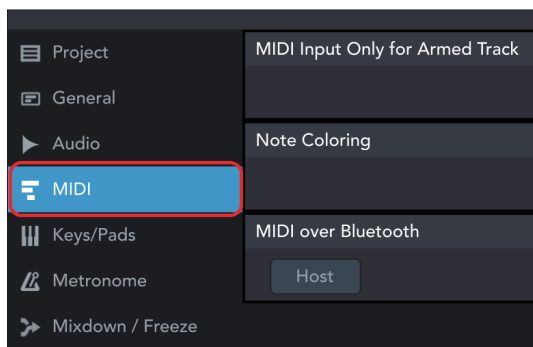 Project
General
Audio
MIDI
Keys/Pads
Metronome
Mixdown / Freeze
MIDI Input Only for Armed Track
Note Coloring
MIDI over Bluetooth
Host